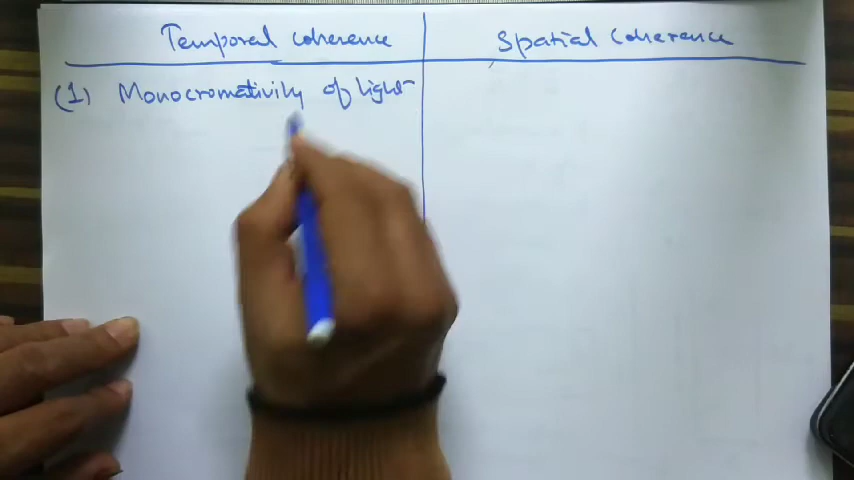 Temporal coherence
Spatial Coherence
(1) Monocromativity of light